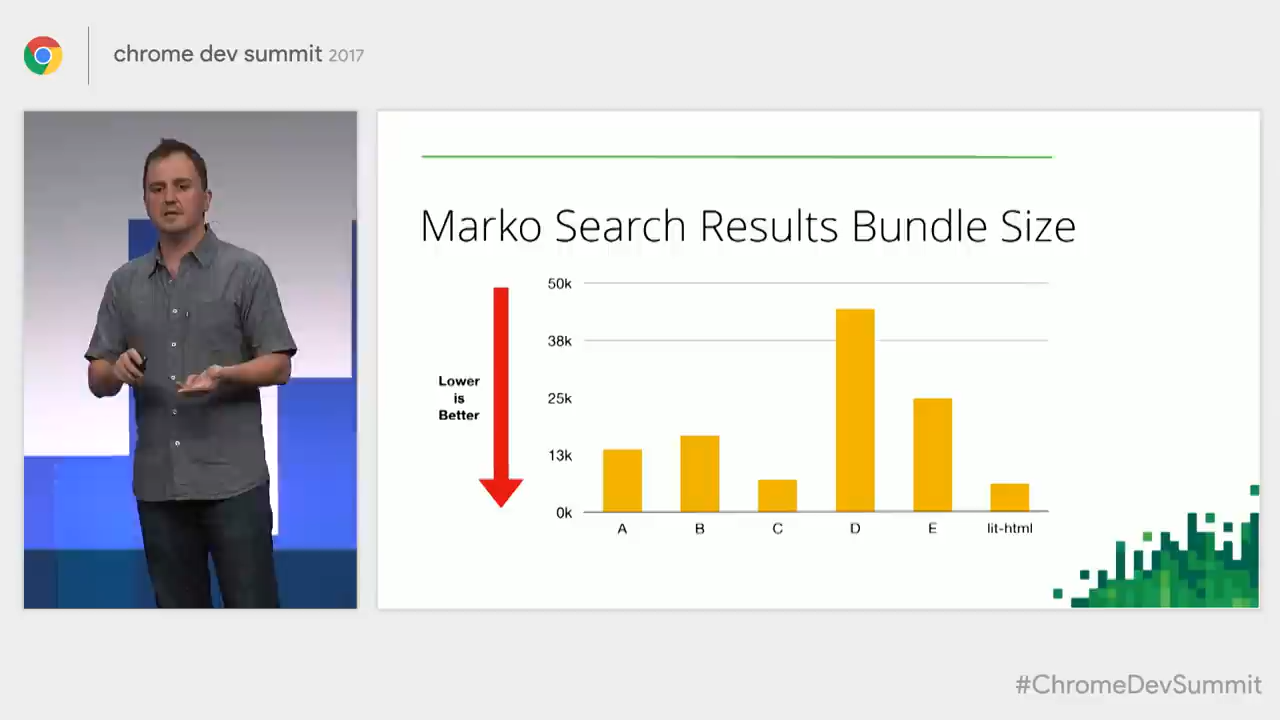 chrome dev summit 2017
Marko Search Results Bundle Size
Lower
is
Better
50k
38k
25k
13k
0k
A B C D E lit-html
#ChromeDevSummit